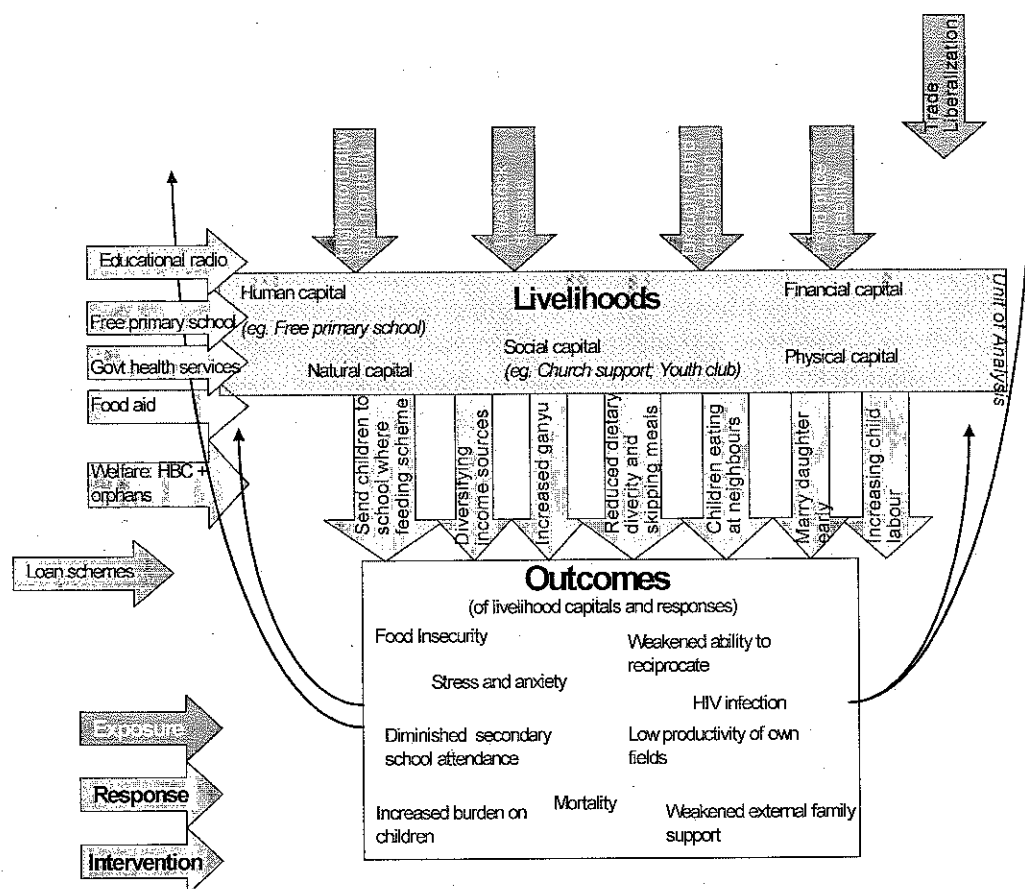 Trade
Liberalization
Educational radio
Free primary school
Govt health services
Food aid
Welfare: HBC +
orphans
Loan schemes
Human capital
(eg. Free primary school)
Natural capital
Livelihoods
Social capital
(eg. Church support; Youth club)
Financial capital
Physical capital
Unit of Analysis
Send children to
school where
feeding scheme
Diversifying
income sources
Increased ganyu
Reduced dietary
diverity and
skipping meals
Children eating
at neighbours
Marry daughter
early
Increasing child
labour
Outcomes
(of livelihood capitals and responses)
Food Insecurity
Weakened ability to
reciprocate
Stress and anxiety
HIV infection
Diminished secondary
school attendance
Low productivity of own
fields
Mortality
Increased burden on
children
Weakened external family
support
Exposure
Response
Intervention